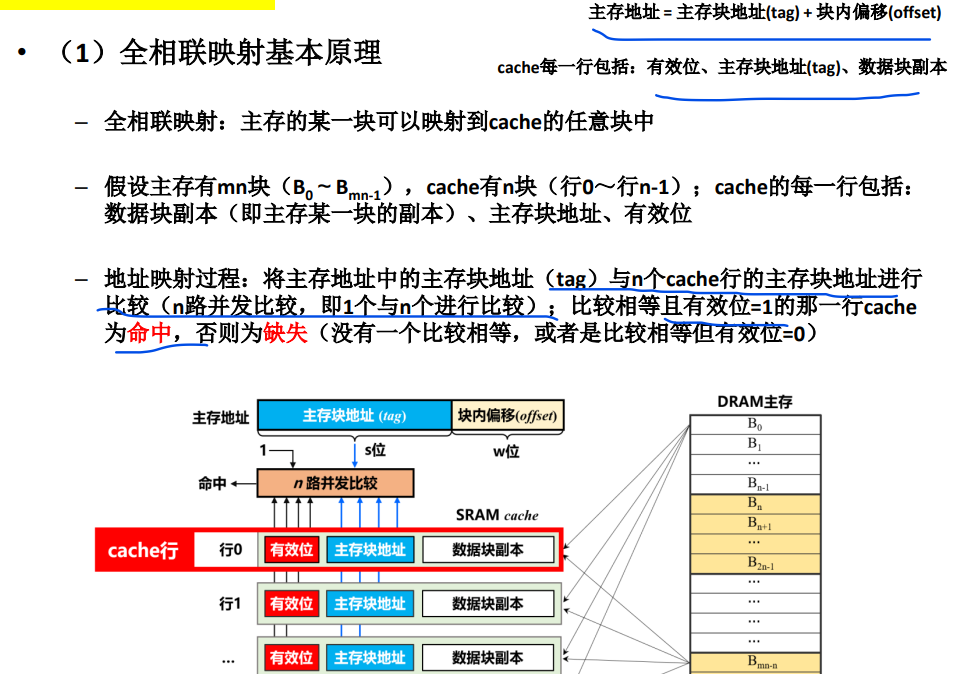 主存地址 = 主存块地址(tag) + 块内偏移(offset)
• （1）全相联映射基本原理
cache每一行包括：有效位、主存块地址(tag)、数据块副本
– 全相联映射：主存的某一块可以映射到cache的任意块中
– 假设主存有mn块（B0 ~ Bmn-1），cache有n块（行0～行n-1）；cache的每一行包括：
数据块副本（即主存某一块的副本）、主存块地址、有效位
– 地址映射过程：将主存地址中的主存块地址（tag）与n个cache行的主存块地址进行
比较（n路并发比较，即1个与n个进行比较）；比较相等且有效位=1的那一行cache
为命中，否则为缺失（没有一个比较相等，或者是比较相等但有效位=0）
主存地址 主存块地址 (tag) 块内偏移(offset)
s位 w位
1
命中 n 路并发比较
SRAM cache
cache行 行0 有效位 主存块地址 数据块副本
行1 有效位 主存块地址 数据块副本
... 有效位 主存块地址 数据块副本
DRAM主存
B0
B1
...
Bn-1
Bn
Bn+1
...
B2n-1
...
...
...
...
Bmn-n